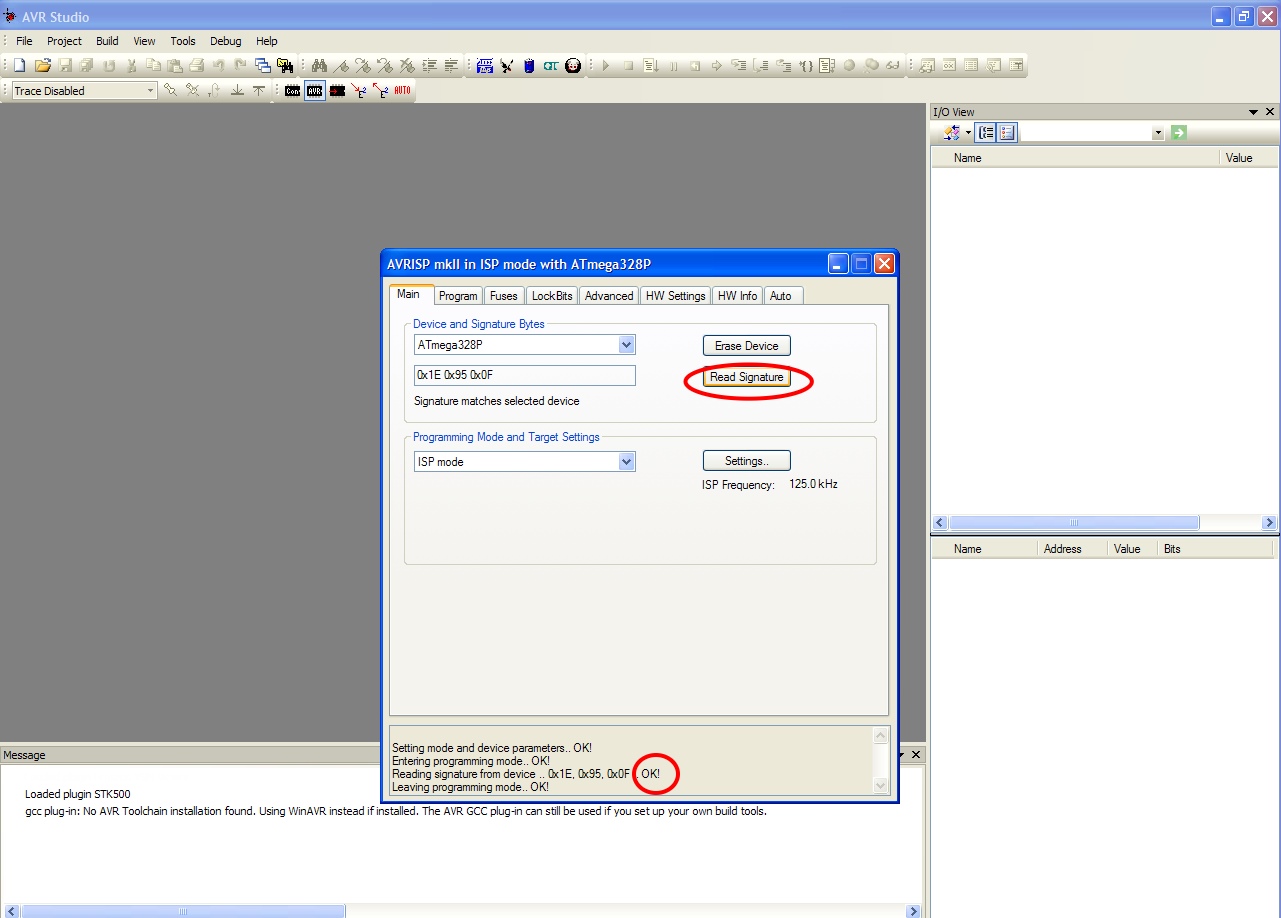 AVR Studio
File Project Build View Tools Debug Help
Trace Disabled
Con AVR AUTO
I/O View
Name Value
AVRISP mkII in ISP mode with ATmega328P
Main Program Fuses LockBits Advanced HW Settings HW Info Auto
Device and Signature Bytes
ATmega328P Erase Device
0x1E 0x95 0x0F Read Signature
Signature matches selected device
Programming Mode and Target Settings
ISP mode Settings..
ISP Frequency: 125.0 kHz
Name Address Value Bits
Setting mode and device parameters.. OK!
Entering programming mode.. OK!
Reading signature from device .. 0x1E, 0x95, 0x0F .. OK!
Leaving programming mode.. OK!
Message
Loaded plugin STK500
gcc plug-in: No AVR Toolchain installation found. Using WinAVR instead if installed. The AVR GCC plug-in can still be used if you set up your own build tools.